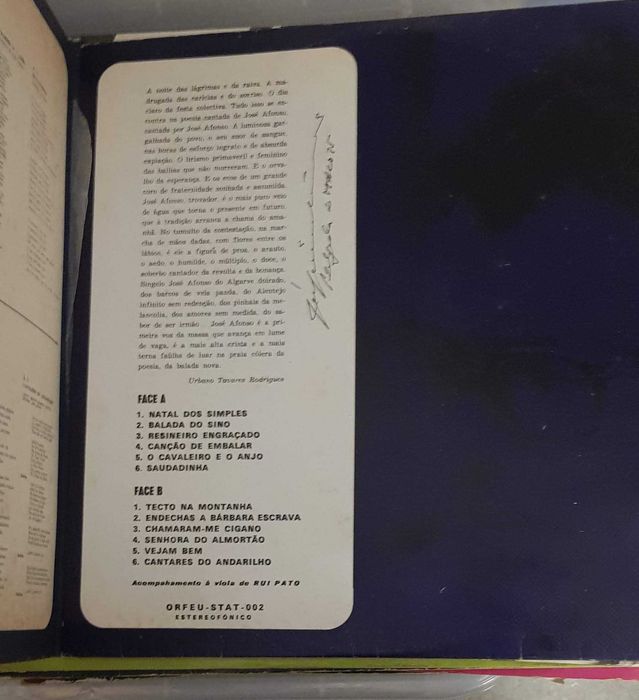 A noite das lágrimas e da raiva. A ma-
drugada das carícias e do sorriso. O dia
claro da festa colectiva. Tudo isso se en-
contra na poesia cantada de José Afonso,
cantada por José Afonso. A luminosa gar-
galhada do povo, o seu amor de sangue,
nas horas de esforço ingrato e de absurda
expiação. O lirismo primaveril e feminino
das bailias que não morreram. E o orva-
lho da esperança. E os ecos de um grande
coro de fraternidade sonhada e assumida.
José Afonso, trovador, é o mais puro veio
de água que torna o presente em futuro,
que à tradição arranca a chama do ama-
nhã. No tumulto da contestação, na mar-
cha de mãos dadas, com flores entre os
lábios, é ele a figura de proa, o arauto,
o aedo, o humilde, o múltiplo, o doce, o
soberbo cantador da revolta e da bonança.
Singelo José Afonso do Algarve doirado,
dos barcos de vela panda, do Alentejo
infinito sem redenção, dos pinhais da me-
lancolia, dos amores sem medida, do sa-
bor de ser irmão... José Afonso é a pri-
meira voz da massa que avança em lume
de vaga, é a mais alta crista e a mais
terna faúlha de luar na praia cólera da
poesia, da balada nova.
Urbano Tavares Rodrigues
FACE A
1. NATAL DOS SIMPLES
2. BALADA DO SINO
3. RESINEIRO ENGRAÇADO
4. CANÇÃO DE EMBALAR
5. O CAVALEIRO E O ANJO
6. SAUDADINHA
FACE B
1. TECTO NA MONTANHA
2. ENDECHAS A BÁRBARA ESCRAVA
3. CHAMARAM-ME CIGANO
4. SENHORA DO ALMORTÃO
5. VEJAM BEM
6. CANTARES DO ANDARILHO
Acompanhamento à viola de RUI PATO
ORFEU-STAT-002
ESTEREOFÓNICO